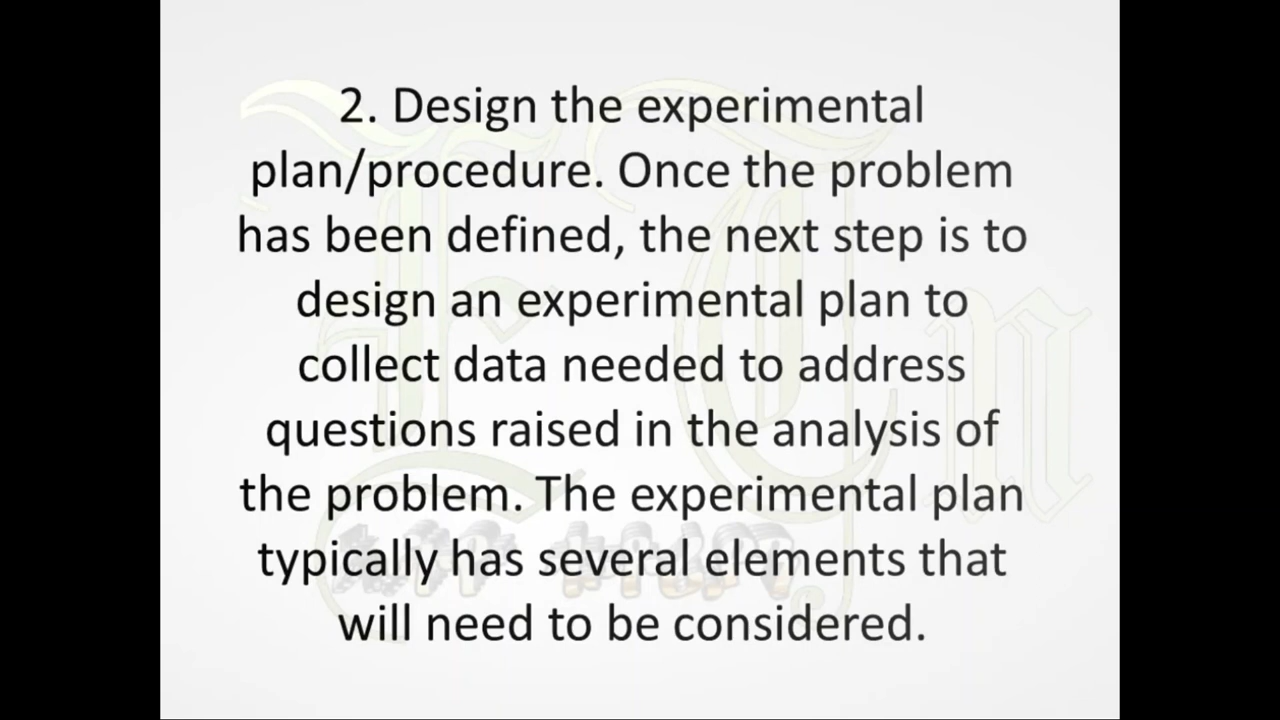 2. Design the experimental
plan/procedure. Once the problem
has been defined, the next step is to
design an experimental plan to
collect data needed to address
questions raised in the analysis of
the problem. The experimental plan
typically has several elements that
will need to be considered.